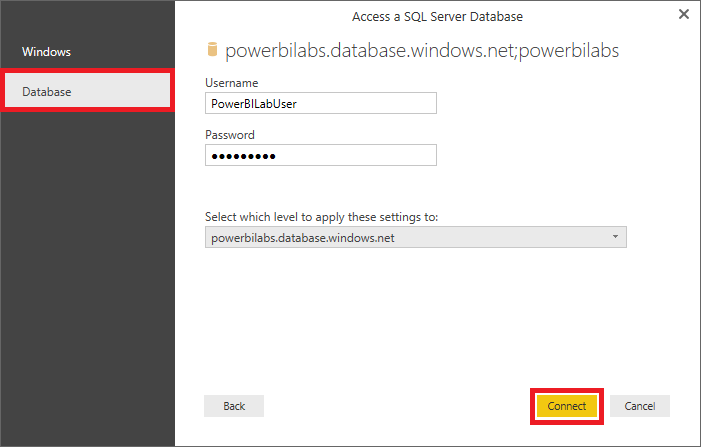 Access a SQL Server Database
Windows
Database
powerbilabs.database.windows.net;powerbilabs
Username
PowerBILabUser
Password
●●●●●●●●●
Select which level to apply these settings to:
powerbilabs.database.windows.net
Back
Connect
Cancel